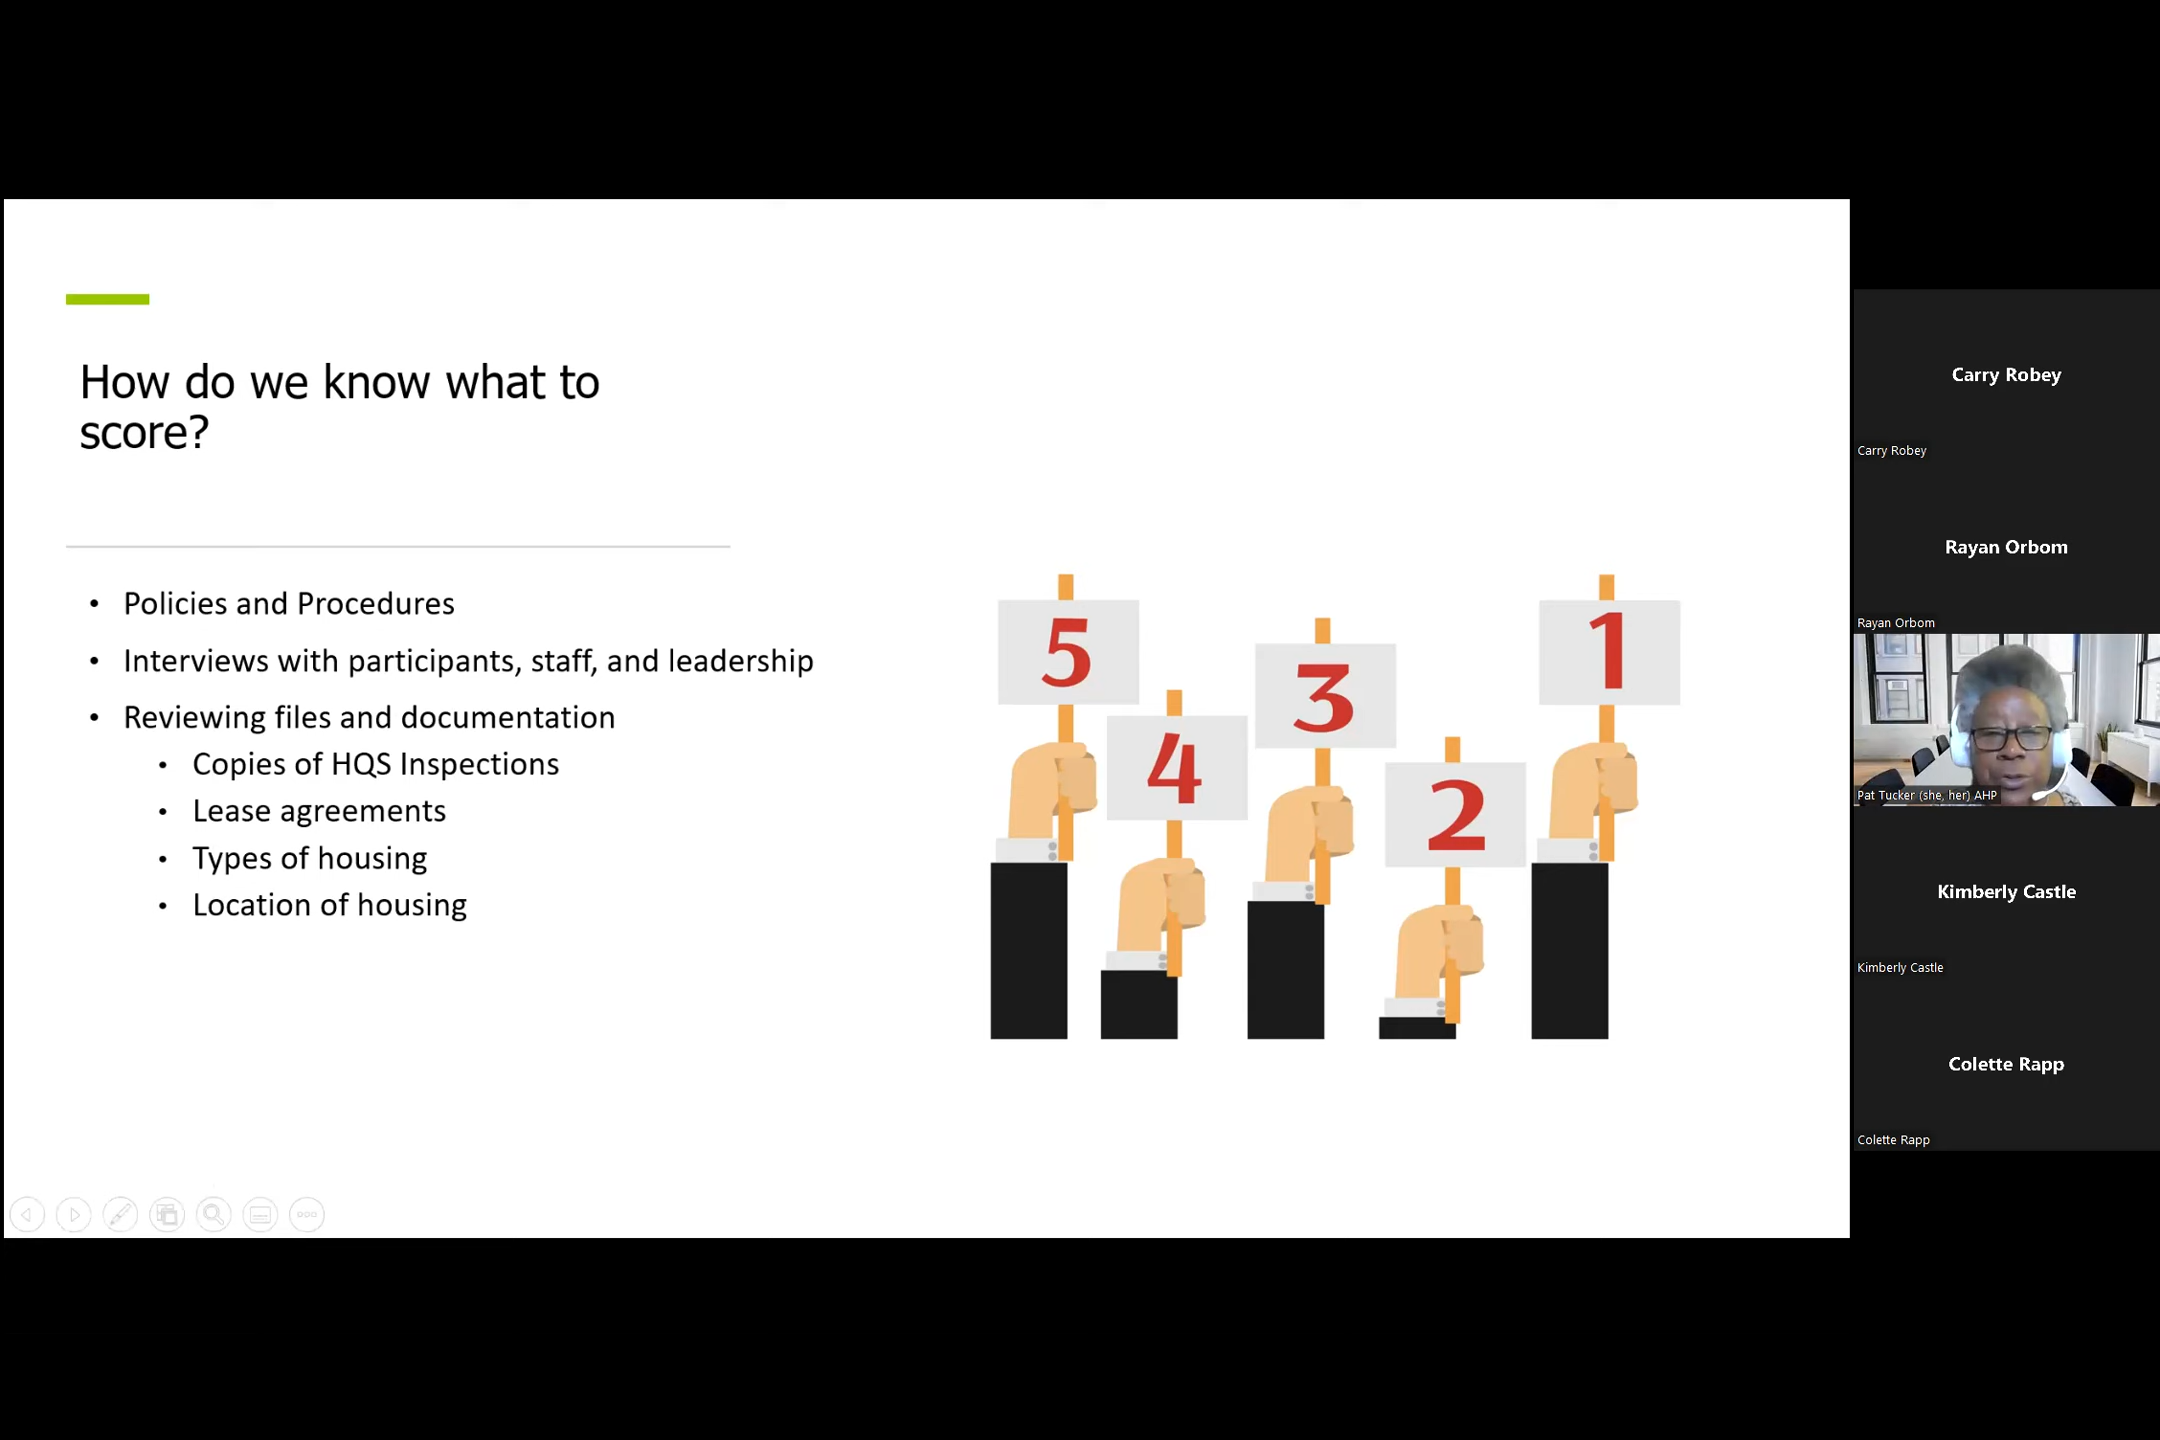 How do we know what to
score?
• Policies and Procedures
• Interviews with participants, staff, and leadership
• Reviewing files and documentation
• Copies of HQS Inspections
• Lease agreements
• Types of housing
• Location of housing
5
4
3
2
1
Carry Robey
Carry Robey
Rayan Orbom
Rayan Orbom
Pat Tucker (she, her) AHP
Kimberly Castle
Kimberly Castle
Colette Rapp
Colette Rapp